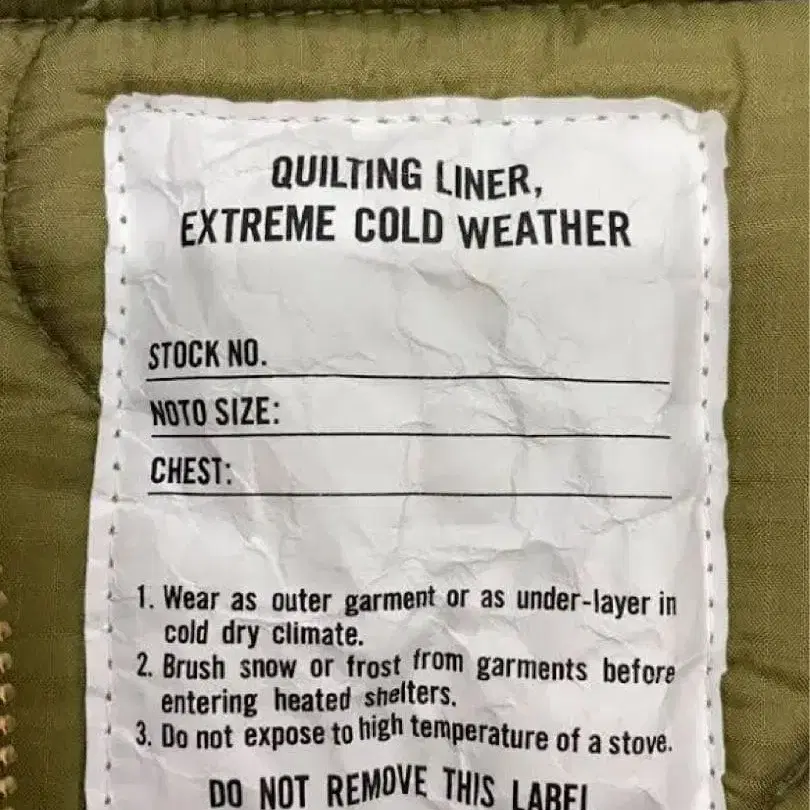 QUILTING LINER,
EXTREME COLD WEATHER
STOCK NO.
NOTO SIZE:
CHEST:
1. Wear as outer garment or as under-layer in
cold dry climate.
2. Brush snow or frost from garments before
entering heated shelters.
3. Do not expose to high temperature of a stove.
DO NOT REMOVE THIS LABEL